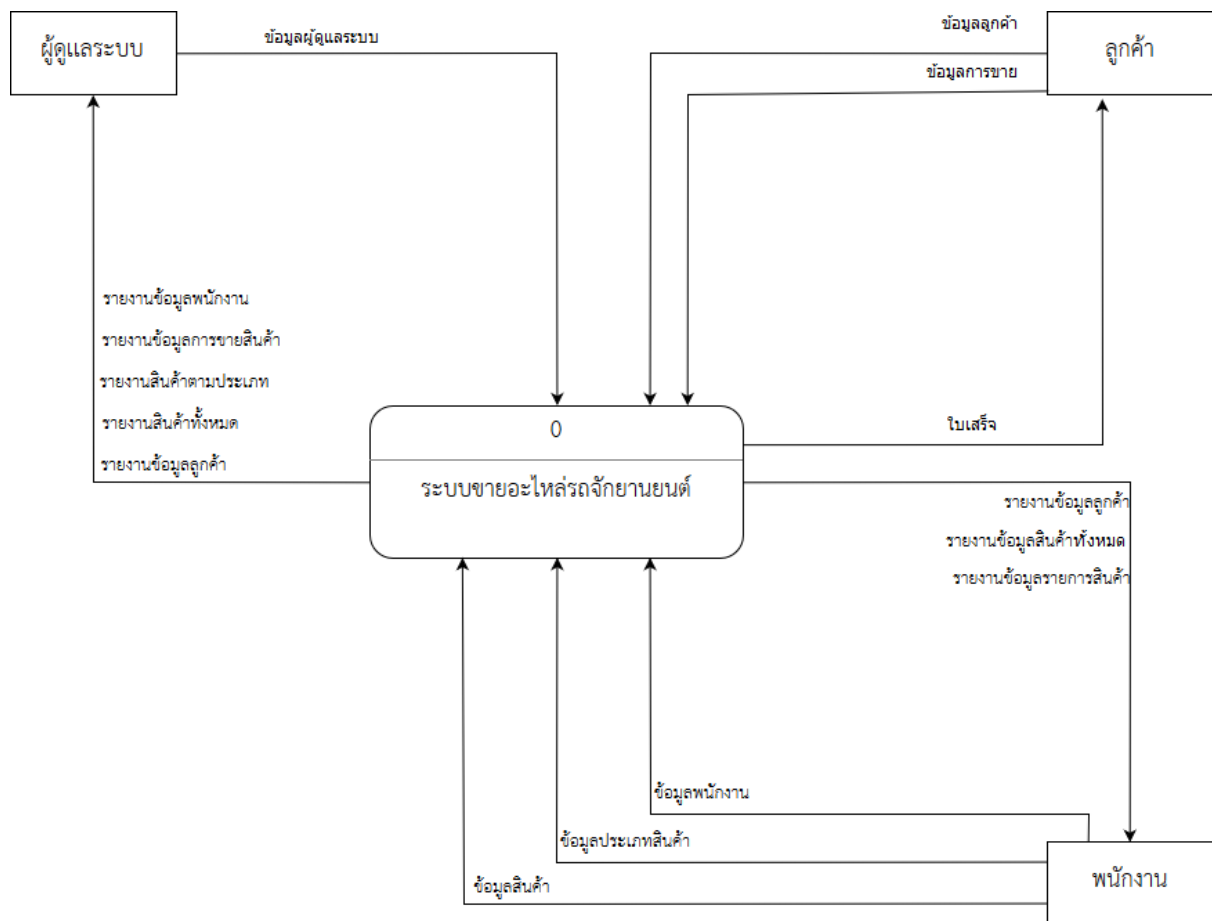 ผู้ดูแลระบบ
ข้อมูลผู้ดูแลระบบ
ข้อมูลลูกค้า
ข้อมูลการขาย
ลูกค้า
รายงานข้อมูลพนักงาน
รายงานข้อมูลการขายสินค้า
รายงานสินค้าตามประเภท
รายงานสินค้าทั้งหมด
รายงานข้อมูลลูกค้า
0
ระบบขายอะไหล่รถจักยานยนต์
ใบเสร็จ
รายงานข้อมูลลูกค้า
รายงานข้อมูลสินค้าทั้งหมด
รายงานข้อมูลรายการสินค้า
ข้อมูลพนักงาน
ข้อมูลประเภทสินค้า
ข้อมูลสินค้า
พนักงาน